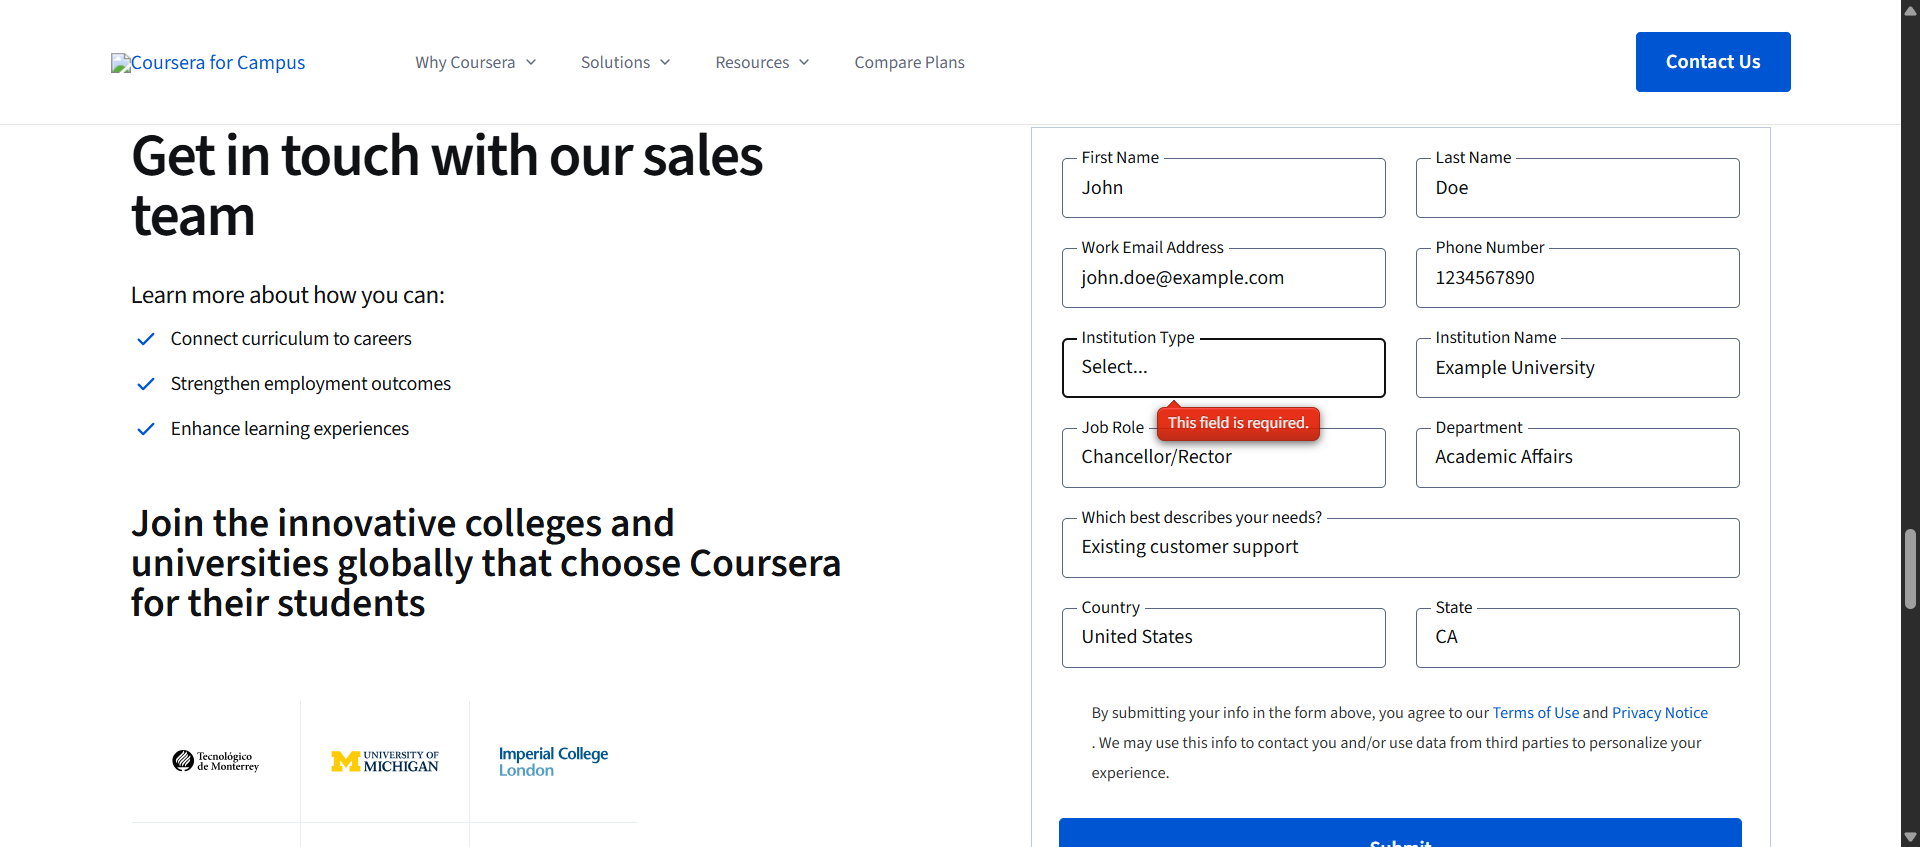 Coursera for Campus
Why Coursera
Solutions
Resources
Compare Plans
Contact Us
Get in touch with our sales
team
Learn more about how you can:
Connect curriculum to careers
Strengthen employment outcomes
Enhance learning experiences
Join the innovative colleges and
universities globally that choose Coursera
for their students
Tecnológico
de Monterrey
UNIVERSITY OF
MICHIGAN
Imperial College
London
First Name
John
Last Name
Doe
Work Email Address
john.doe@example.com
Phone Number
1234567890
Institution Type
Select...
This field is required.
Institution Name
Example University
Job Role
Chancellor/Rector
Department
Academic Affairs
Which best describes your needs?
Existing customer support
Country
United States
State
CA
By submitting your info in the form above, you agree to our Terms of Use and Privacy Notice
. We may use this info to contact you and/or use data from third parties to personalize your
experience.
Submit